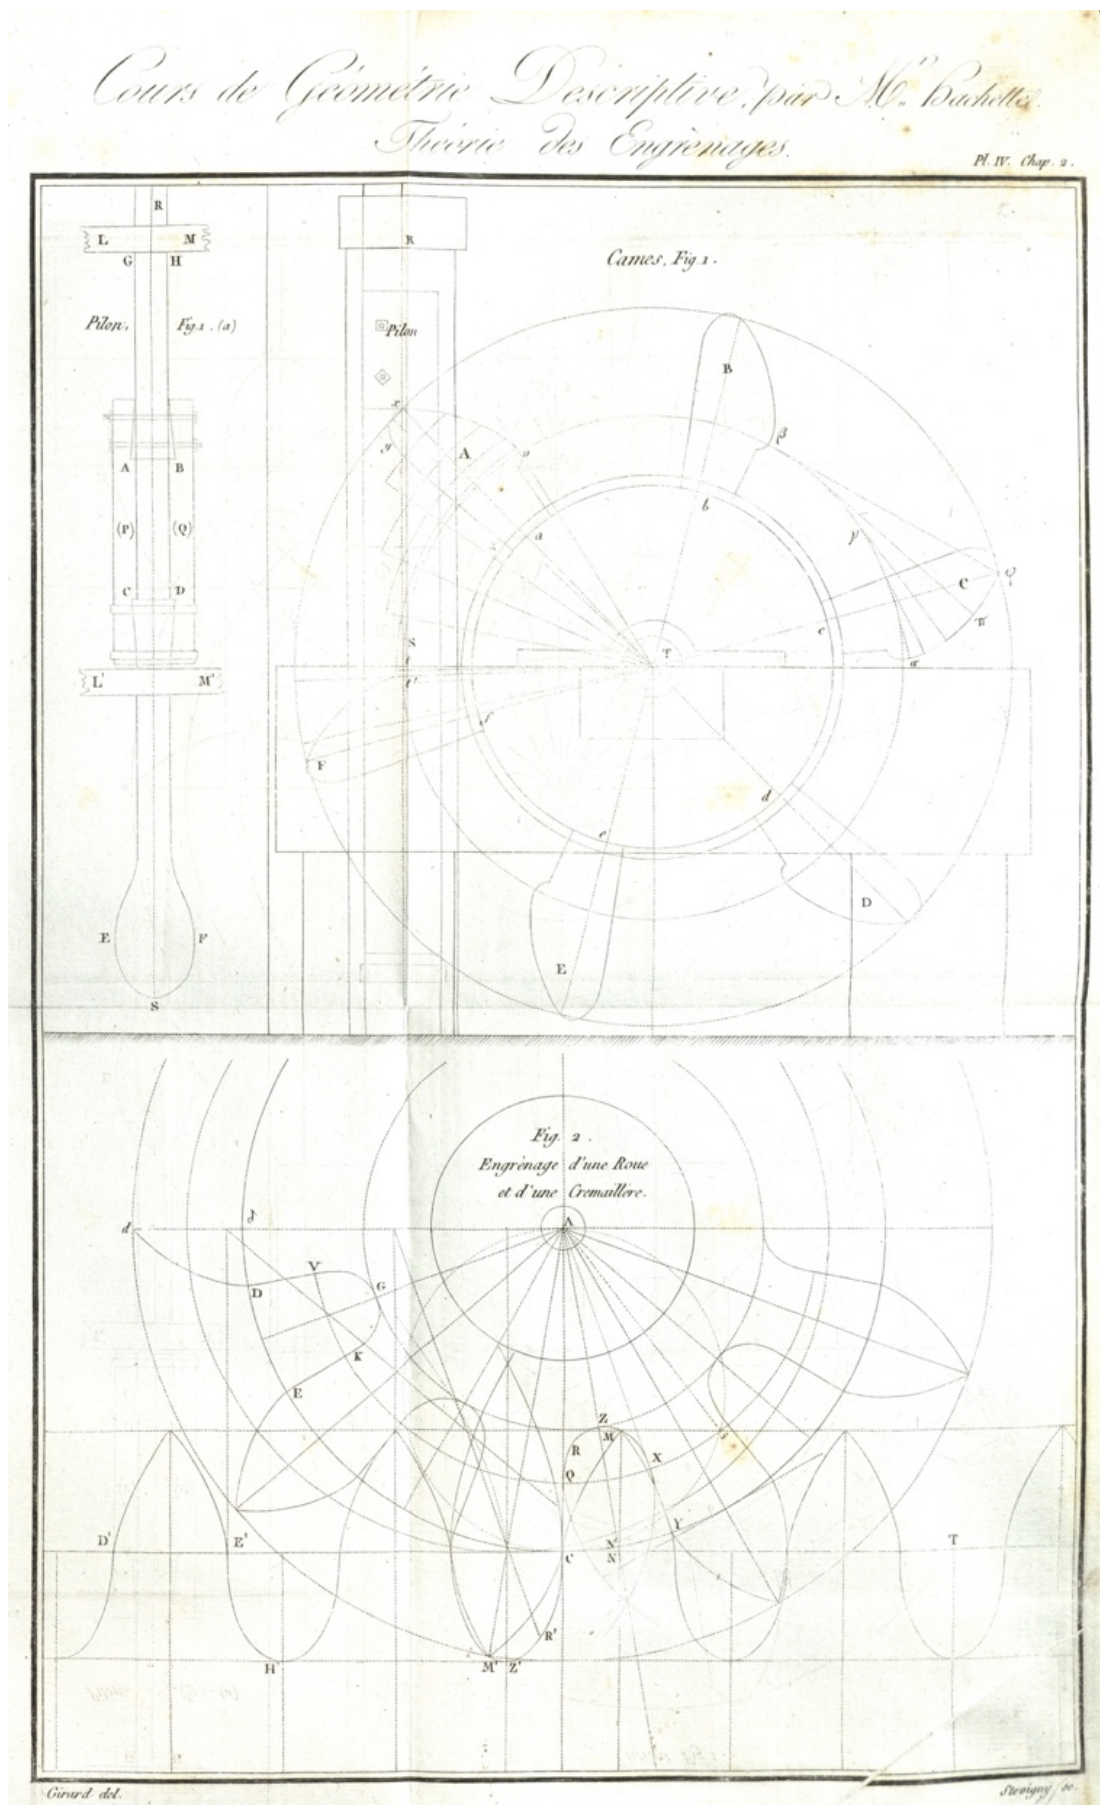 Cours de Géométrie Descriptive, par Mr. Hachette.
Théorie des Engrènages.
Pl. IV. Chap. 2.
R
L M
G H
Pilon, Fig. 1. (a)
A B
(P) (Q)
C D
L' M'
E F
S
R
Cames, Fig. 1.
Pilon
B
x
y
A
β
b
a
γ
C
c
π
S
T
α
t
t'
f
F
d
e
D
E
Fig. 2.
Engrènage d'une Roue
et d'une Cremaillère.
A
d
δ
V
D G
K
E
Z
M
R
X
Q
Y
D' E' N' T
C N
R'
H M' Z'
Girard del.
Stevigny sc.